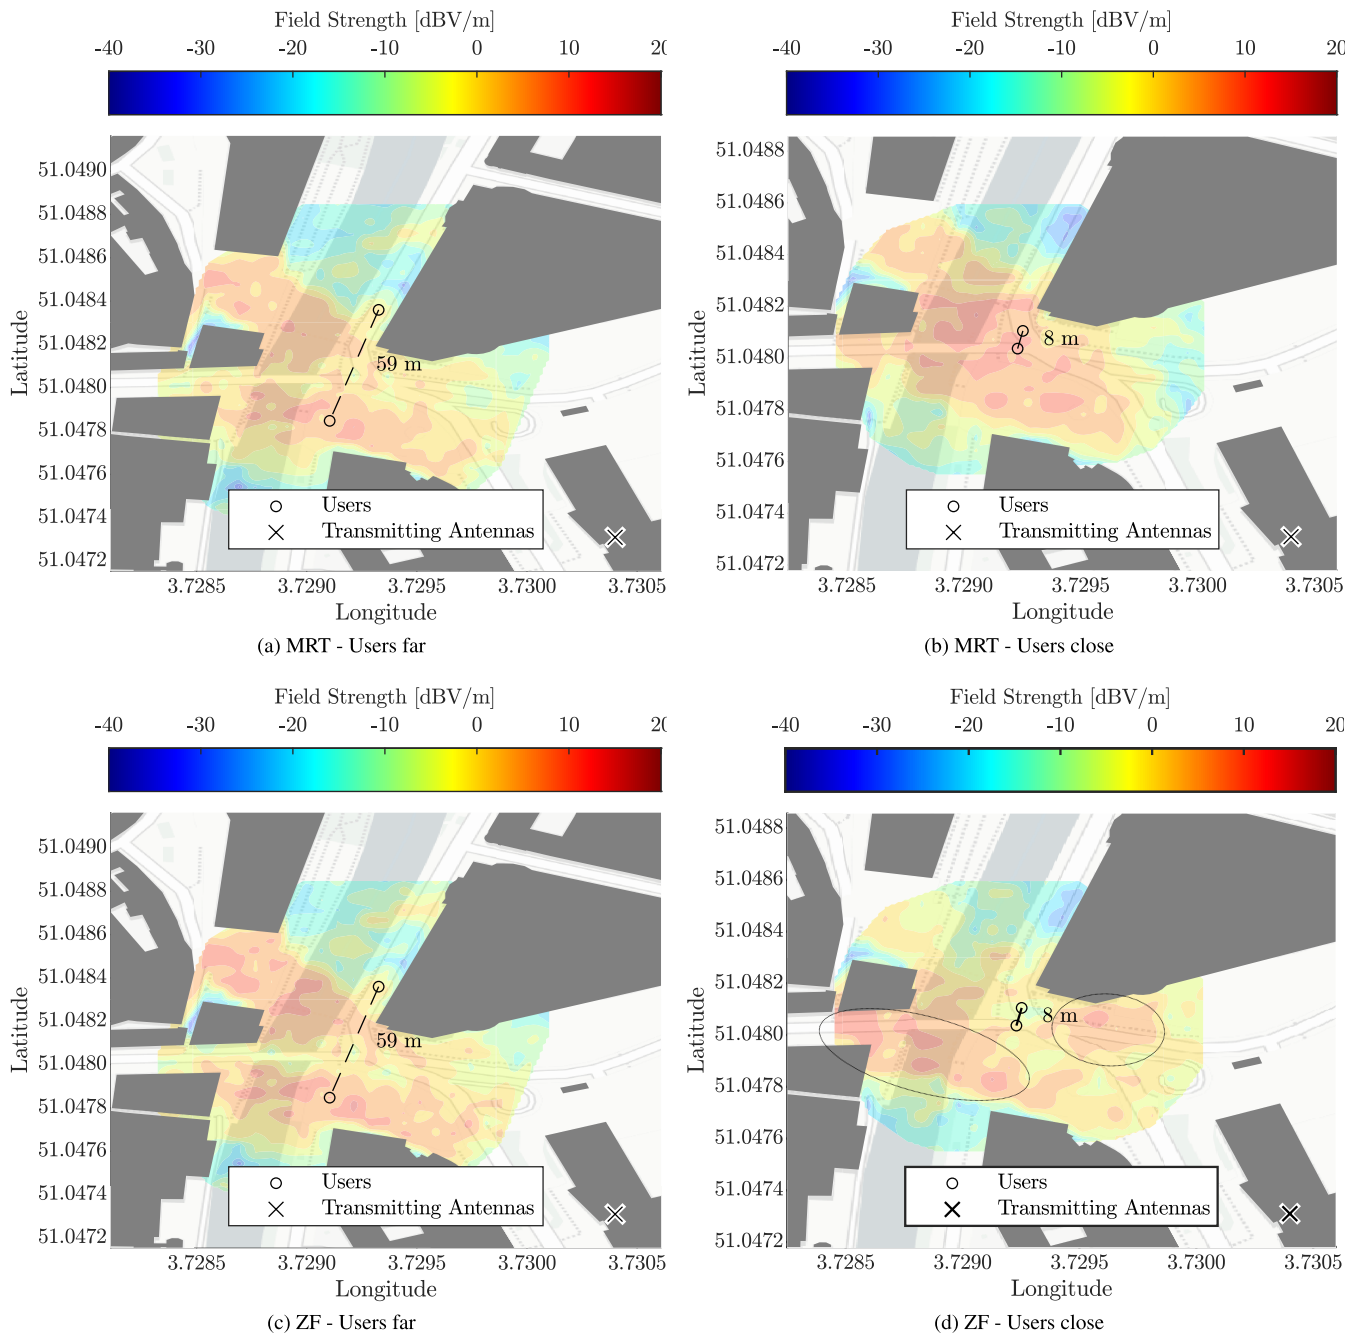 Field Strength [dBV/m]
-40 -30 -20 -10 0 10 20
51.0490
51.0488
51.0486
51.0484
51.0482
51.0480
51.0478
51.0476
51.0474
51.0472
Latitude
59 m
Users
Transmitting Antennas
3.7285 3.7290 3.7295 3.7300 3.7305
Longitude
(a) MRT - Users far
Field Strength [dBV/m]
-40 -30 -20 -10 0 10 20
51.0488
51.0486
51.0484
51.0482
51.0480
51.0478
51.0476
51.0474
51.0472
Latitude
8 m
Users
Transmitting Antennas
3.7285 3.7290 3.7295 3.7300 3.7305
Longitude
(b) MRT - Users close
Field Strength [dBV/m]
-40 -30 -20 -10 0 10 20
51.0490
51.0488
51.0486
51.0484
51.0482
51.0480
51.0478
51.0476
51.0474
51.0472
Latitude
59 m
Users
Transmitting Antennas
3.7285 3.7290 3.7295 3.7300 3.7305
Longitude
(c) ZF - Users far
Field Strength [dBV/m]
-40 -30 -20 -10 0 10 20
51.0488
51.0486
51.0484
51.0482
51.0480
51.0478
51.0476
51.0474
51.0472
Latitude
8 m
Users
Transmitting Antennas
3.7285 3.7290 3.7295 3.7300 3.7305
Longitude
(d) ZF - Users close